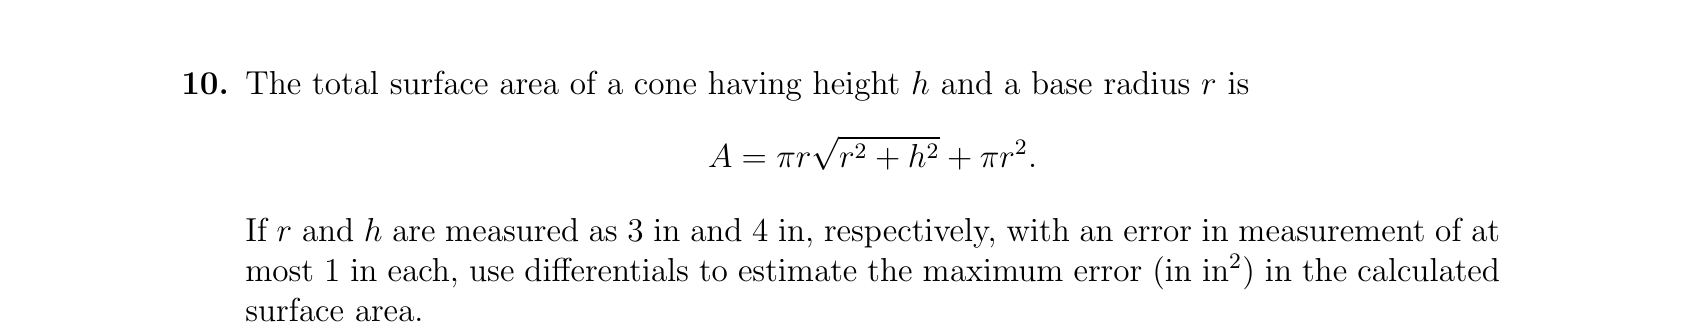 10. The total surface area of a cone having height h and a base radius r is
A = πr√(r² + h²) + πr².
If r and h are measured as 3 in and 4 in, respectively, with an error in measurement of at
most 1 in each, use differentials to estimate the maximum error (in in²) in the calculated
surface area.